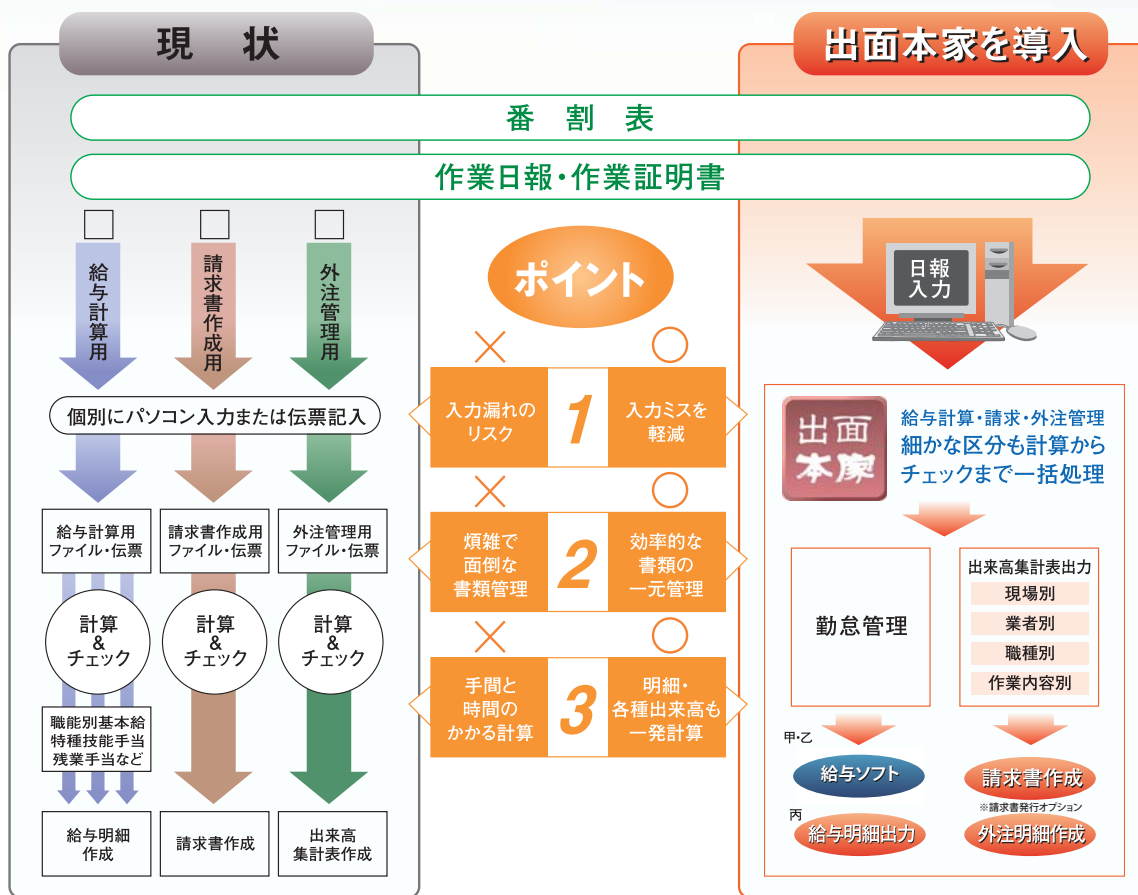 現 状
出面本家を導入
番 割 表
作業日報・作業証明書
給与計算用
請求書作成用
外注管理用
個別にパソコン入力または伝票記入
給与計算用
ファイル・伝票
請求書作成用
ファイル・伝票
外注管理用
ファイル・伝票
計算
&
チェック
計算
&
チェック
計算
&
チェック
職能別基本給
特種技能手当
残業手当など
給与明細
作成
請求書作成
出来高
集計表作成
ポイント
×
○
入力漏れの
リスク
1
入力ミスを
軽減
×
○
煩雑で
面倒な
書類管理
2
効率的な
書類の
一元管理
×
○
手間と
時間の
かかる計算
3
明細・
各種出来高も
一発計算
日報
入力
出面
本家
給与計算・請求・外注管理
細かな区分も計算から
チェックまで一括処理
勤怠管理
出来高集計表出力
現場別
業者別
職種別
作業内容別
甲・乙
給与ソフト
丙
給与明細出力
請求書作成
※請求書発行オプション
外注明細作成